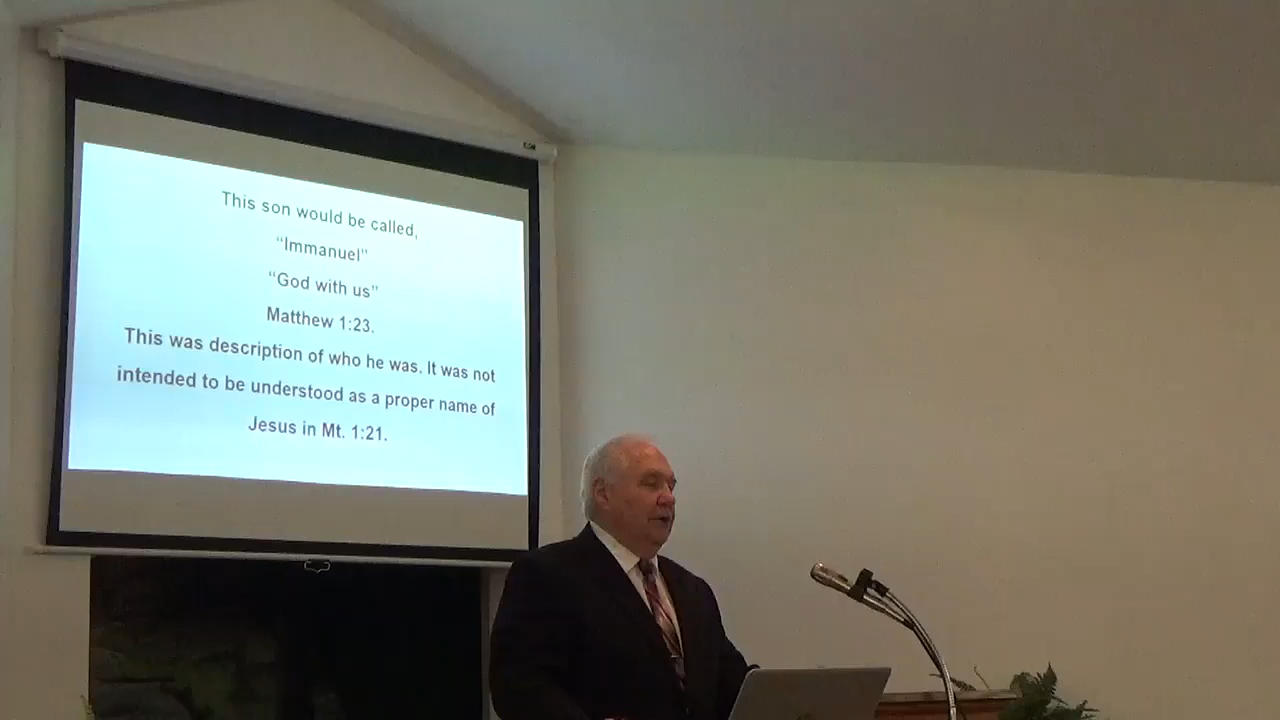 This son would be called,
“Immanuel”
“God with us”
Matthew 1:23.
This was description of who he was. It was not
intended to be understood as a proper name of
Jesus in Mt. 1:21.